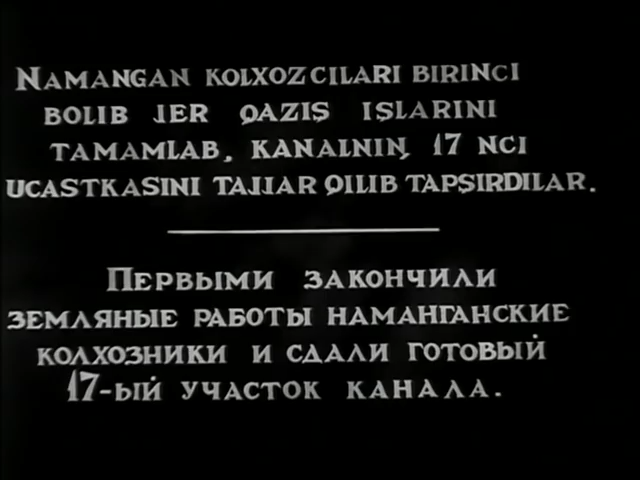 NAMANGAN KOLXOZCILARI BIRINCI
BOLIB JER QAZIŞ IŞLARINI
TAMAMLAB, KANALNIŅ 17 NCI
UCASTKASINI TAJJAR QILIB TAPŞIRDILAR.
ПЕРВЫМИ ЗАКОНЧИЛИ
ЗЕМЛЯНЫЕ РАБОТЫ НАМАНГАНСКИЕ
КОЛХОЗНИКИ И СДАЛИ ГОТОВЫЙ
17-ЫЙ УЧАСТОК КАНАЛА.